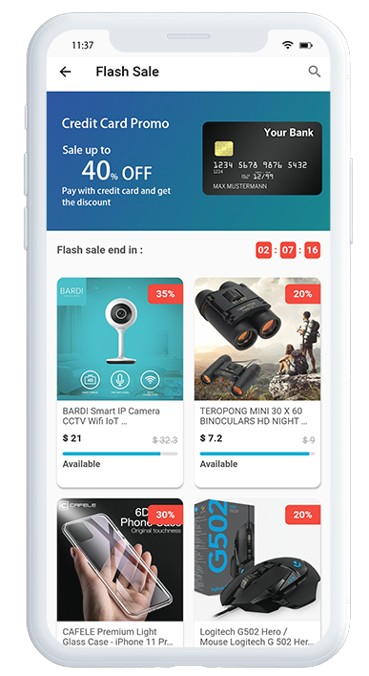 11:37
Flash Sale
Credit Card Promo
Sale up to
40% OFF
Pay with credit card and get
the discount
Your Bank
1234 5678 9876 5432
1234
12/99
MAX MUSTERMANN
Flash sale end in :
02 : 07 : 16
BARDI
35%
20%
BARDI Smart IP Camera
CCTV Wifi IoT ...
$ 21
$ 32.3
Available
TEROPONG MINI 30 X 60
BINOCULARS HD NIGHT ...
$ 7.2
$ 9
Available
CAFELE
6D
Phone Case
Original touchness
30%
G502
20%
CAFELE Premium Light
Glass Case - iPhone 11 Pr...
Logitech G502 Hero /
Mouse Logitech G 502 Her...